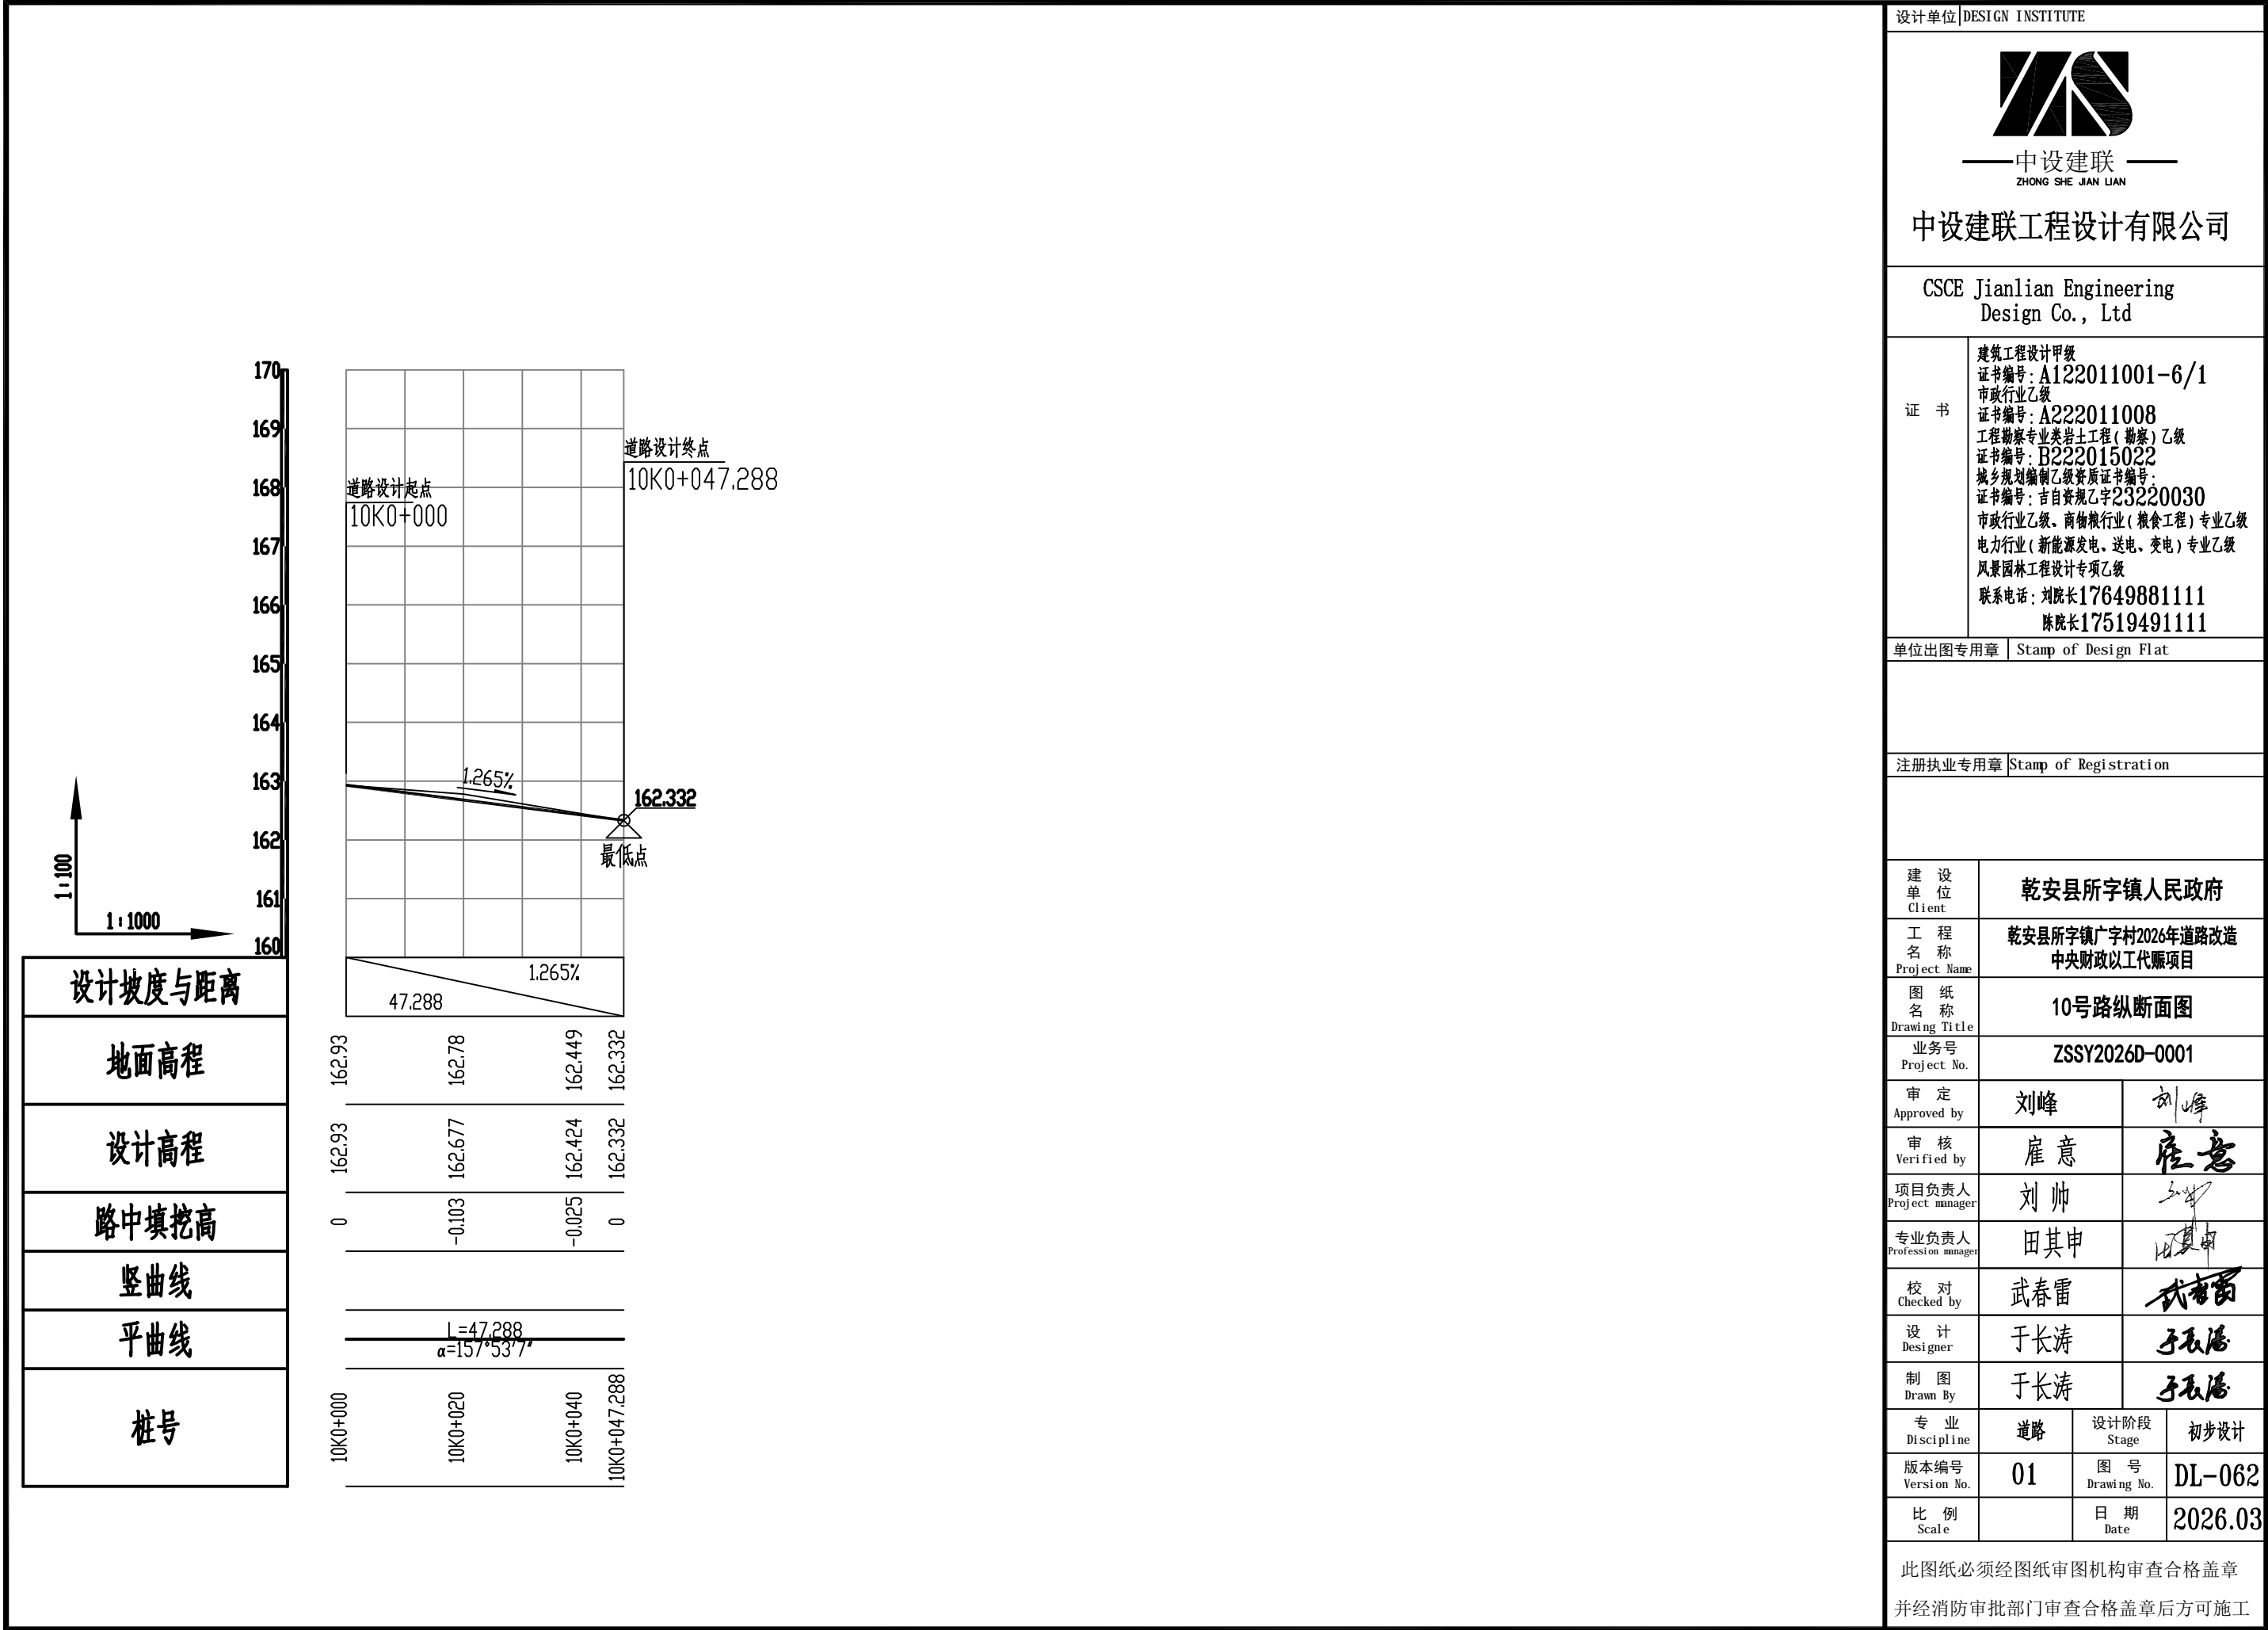 170
169
168
167
166
165
164
163
162
161
160
道路设计起点
10K0+000
道路设计终点
10K0+047.288
1.265%
162.332
最低点
1:100
1:1000
设计坡度与距离
1.265%
47.288
地面高程
162.93
162.78
162.449
162.332
设计高程
162.93
162.677
162.424
162.332
路中填挖高
0
-0.103
-0.025
0
竖曲线
平曲线
L=47.288
α=157°53'7"
桩号
10K0+000
10K0+020
10K0+040
10K0+047.288
设计单位 DESIGN INSTITUTE
中设建联
ZHONG SHE JIAN LIAN
中设建联工程设计有限公司
CSCE Jianlian Engineering
Design Co., Ltd
证 书
建筑工程设计甲级
证书编号:A122011001-6/1
市政行业乙级
证书编号:A222011008
工程勘察专业类岩土工程(勘察)乙级
证书编号:B222015022
城乡规划编制乙级资质证书编号:
证书编号:吉自资规乙字23220030
市政行业乙级、商物粮行业(粮食工程)专业乙级
电力行业(新能源发电、送电、变电)专业乙级
风景园林工程设计专项乙级
联系电话:刘院长17649881111
陈院长17519491111
单位出图专用章 Stamp of Design Flat
注册执业专用章 Stamp of Registration
建 设
单 位
Client
乾安县所字镇人民政府
工 程
名 称
Project Name
乾安县所字镇广字村2026年道路改造
中央财政以工代赈项目
图 纸
名 称
Drawing Title
10号路纵断面图
业务号
Project No.
ZSSY2026D-0001
审 定
Approved by
刘峰
刘峰
审 核
Verified by
雇 意
雇意
项目负责人
Project manager
刘 帅
专业负责人
Profession manager
田其申
田其申
校 对
Checked by
武春雷
武春雷
设 计
Designer
于长涛
于长涛
制 图
Drawn By
于长涛
于长涛
专 业
Discipline
道路
设计阶段
Stage
初步设计
版本编号
Version No.
01
图 号
Drawing No.
DL-062
比 例
Scale
日 期
Date
2026.03
此图纸必须经图纸审图机构审查合格盖章
并经消防审批部门审查合格盖章后方可施工